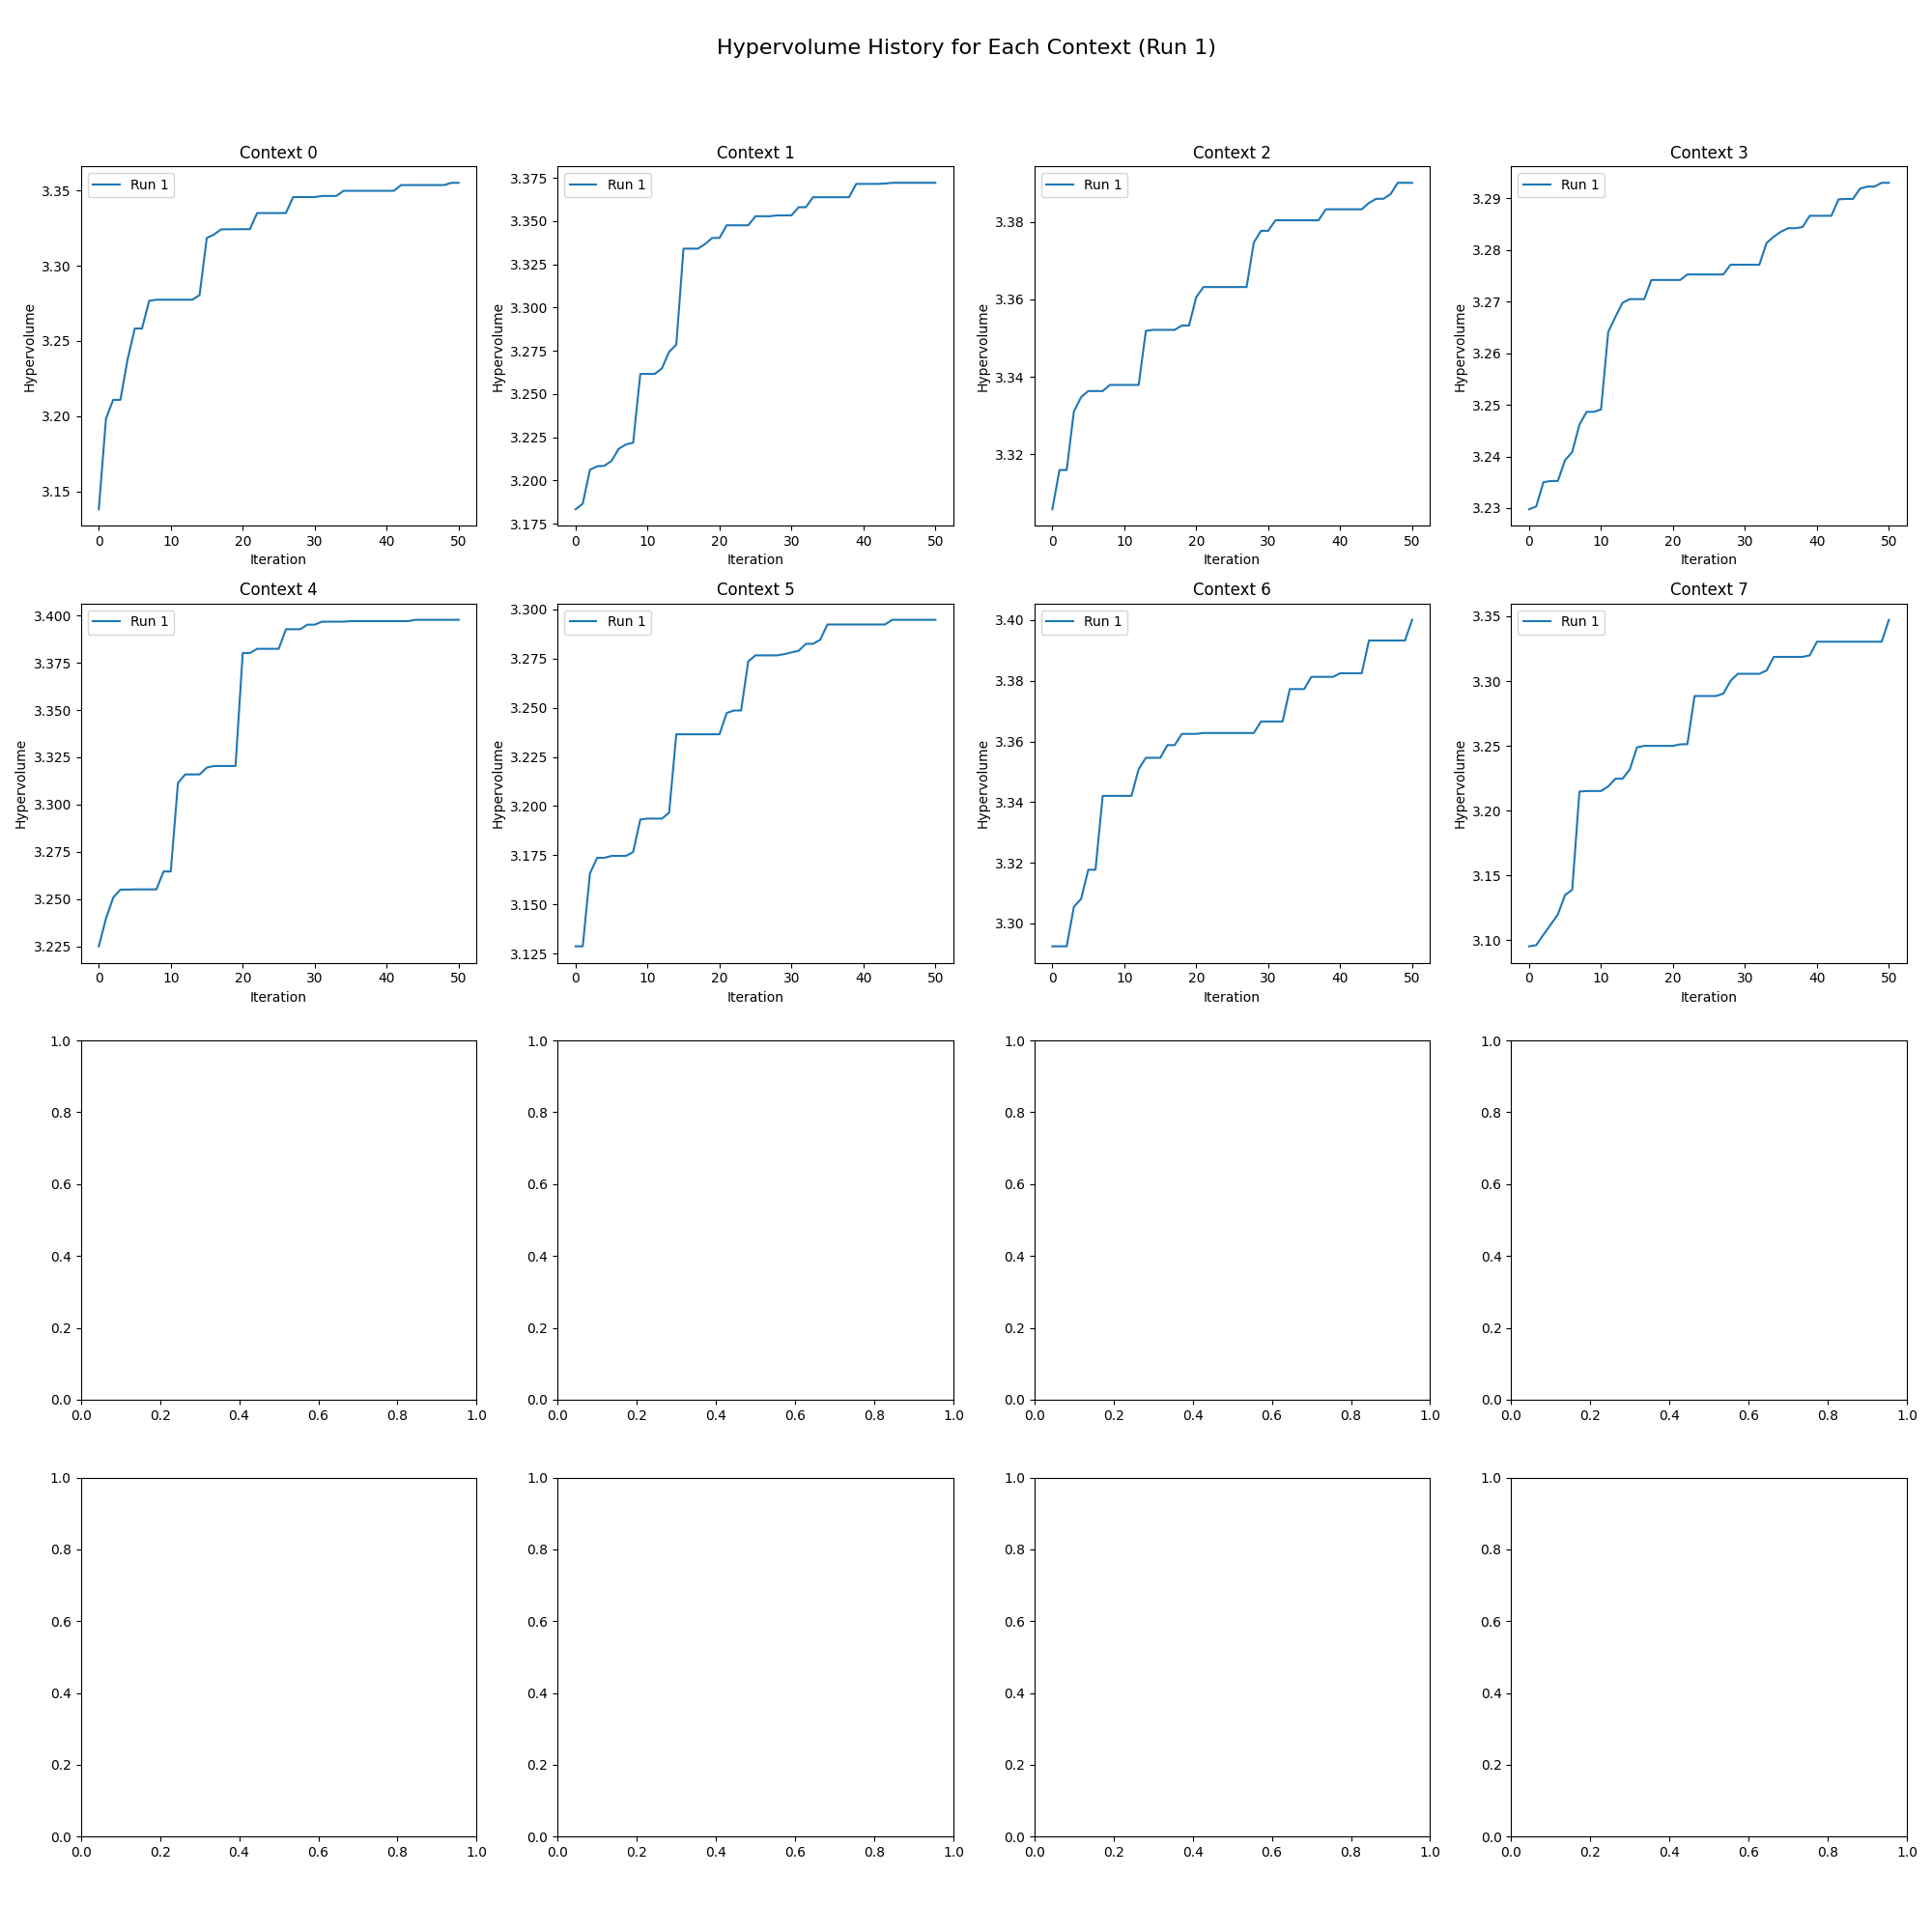 Hypervolume History for Each Context (Run 1)
Context 0
Run 1
3.35
3.30
3.25
3.20
3.15
Hypervolume
0 10 20 30 40 50
Iteration
Context 1
Run 1
3.375
3.350
3.325
3.300
3.275
3.250
3.225
3.200
3.175
Hypervolume
0 10 20 30 40 50
Iteration
Context 2
Run 1
3.38
3.36
3.34
3.32
Hypervolume
0 10 20 30 40 50
Iteration
Context 3
Run 1
3.29
3.28
3.27
3.26
3.25
3.24
3.23
Hypervolume
0 10 20 30 40 50
Iteration
Context 4
Run 1
3.400
3.375
3.350
3.325
3.300
3.275
3.250
3.225
Hypervolume
0 10 20 30 40 50
Iteration
Context 5
Run 1
3.300
3.275
3.250
3.225
3.200
3.175
3.150
3.125
Hypervolume
0 10 20 30 40 50
Iteration
Context 6
Run 1
3.40
3.38
3.36
3.34
3.32
3.30
Hypervolume
0 10 20 30 40 50
Iteration
Context 7
Run 1
3.35
3.30
3.25
3.20
3.15
3.10
Hypervolume
0 10 20 30 40 50
Iteration
1.0
0.8
0.6
0.4
0.2
0.0
0.0 0.2 0.4 0.6 0.8 1.0
1.0
0.8
0.6
0.4
0.2
0.0
0.0 0.2 0.4 0.6 0.8 1.0
1.0
0.8
0.6
0.4
0.2
0.0
0.0 0.2 0.4 0.6 0.8 1.0
1.0
0.8
0.6
0.4
0.2
0.0
0.0 0.2 0.4 0.6 0.8 1.0
1.0
0.8
0.6
0.4
0.2
0.0
0.0 0.2 0.4 0.6 0.8 1.0
1.0
0.8
0.6
0.4
0.2
0.0
0.0 0.2 0.4 0.6 0.8 1.0
1.0
0.8
0.6
0.4
0.2
0.0
0.0 0.2 0.4 0.6 0.8 1.0
1.0
0.8
0.6
0.4
0.2
0.0
0.0 0.2 0.4 0.6 0.8 1.0